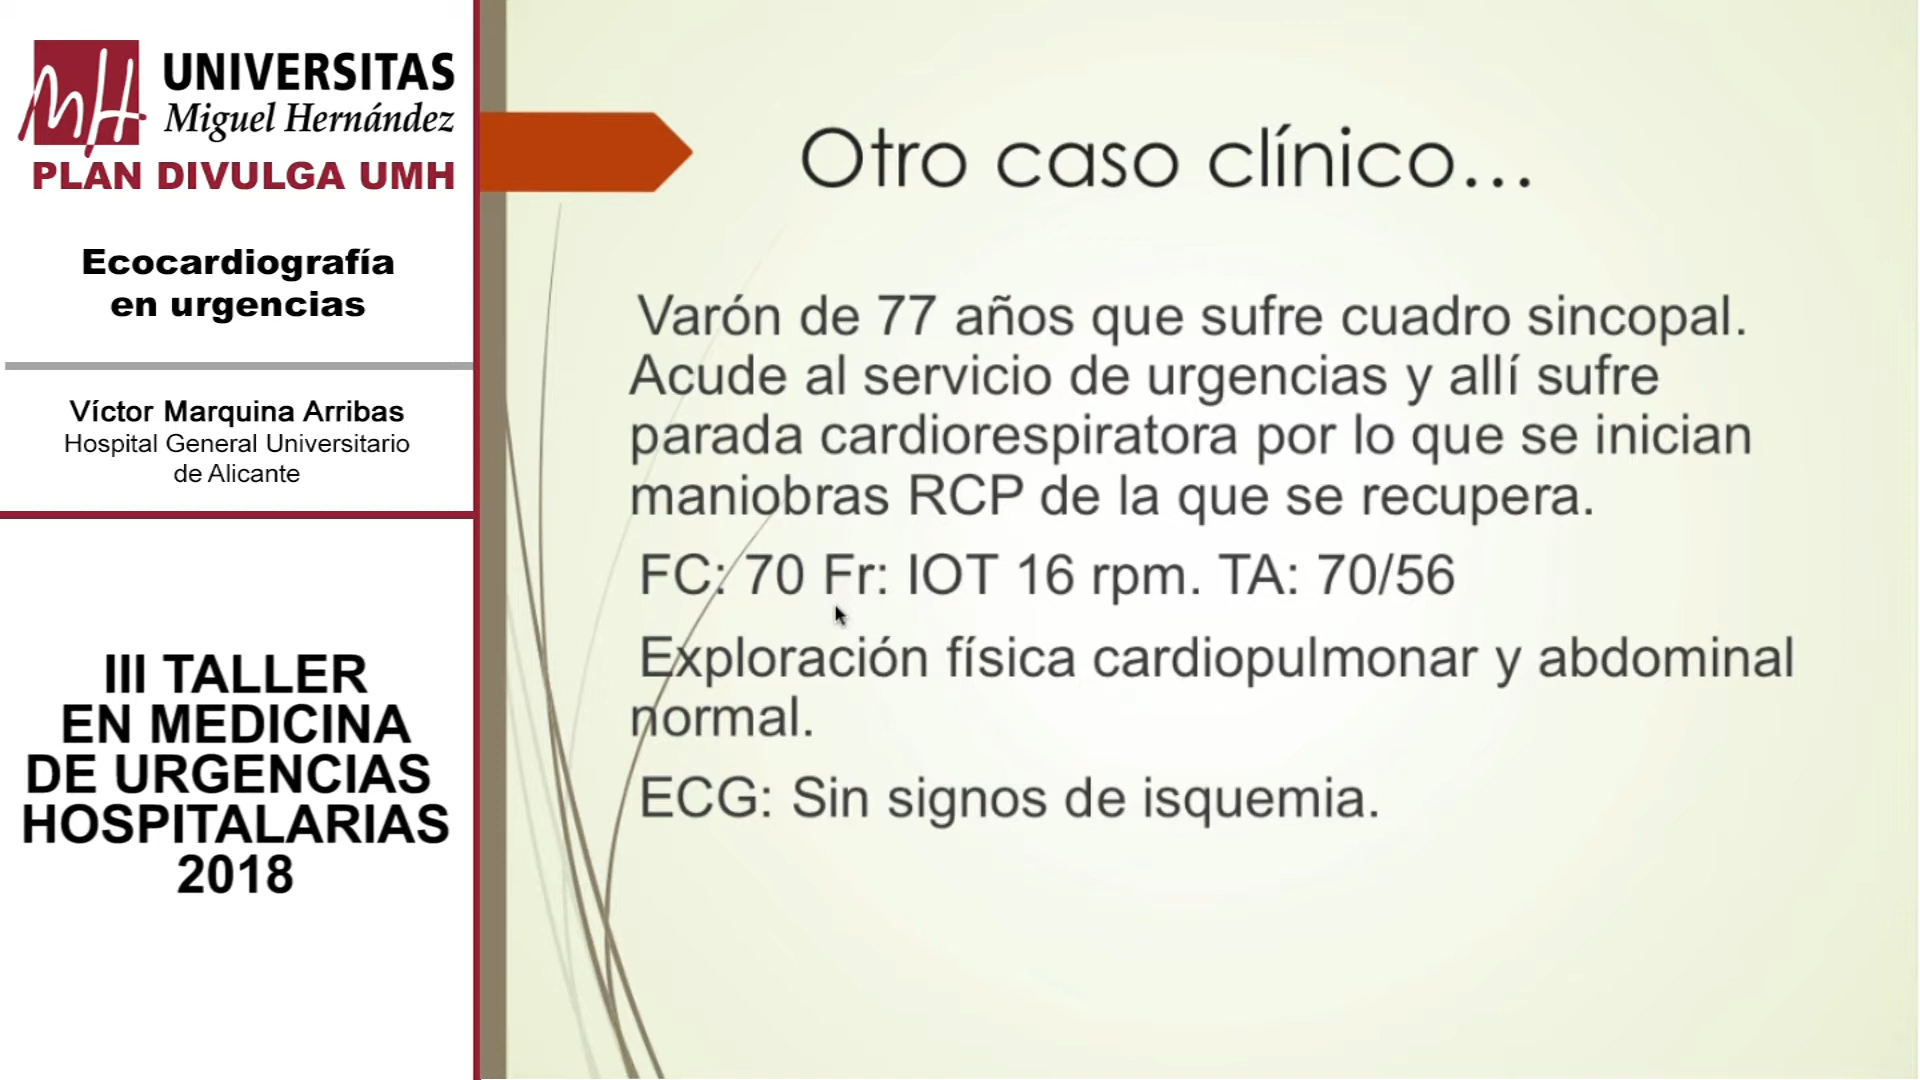 UNIVERSITAS
Miguel Hernández
PLAN DIVULGA UMH
Ecocardiografía
en urgencias
Víctor Marquina Arribas
Hospital General Universitario
de Alicante
III TALLER
EN MEDICINA
DE URGENCIAS
HOSPITALARIAS
2018
Otro caso clínico...
Varón de 77 años que sufre cuadro sincopal.
Acude al servicio de urgencias y allí sufre
parada cardiorespiratora por lo que se inician
maniobras RCP de la que se recupera.
FC: 70 Fr: IOT 16 rpm. TA: 70/56
Exploración física cardiopulmonar y abdominal
normal.
ECG: Sin signos de isquemia.